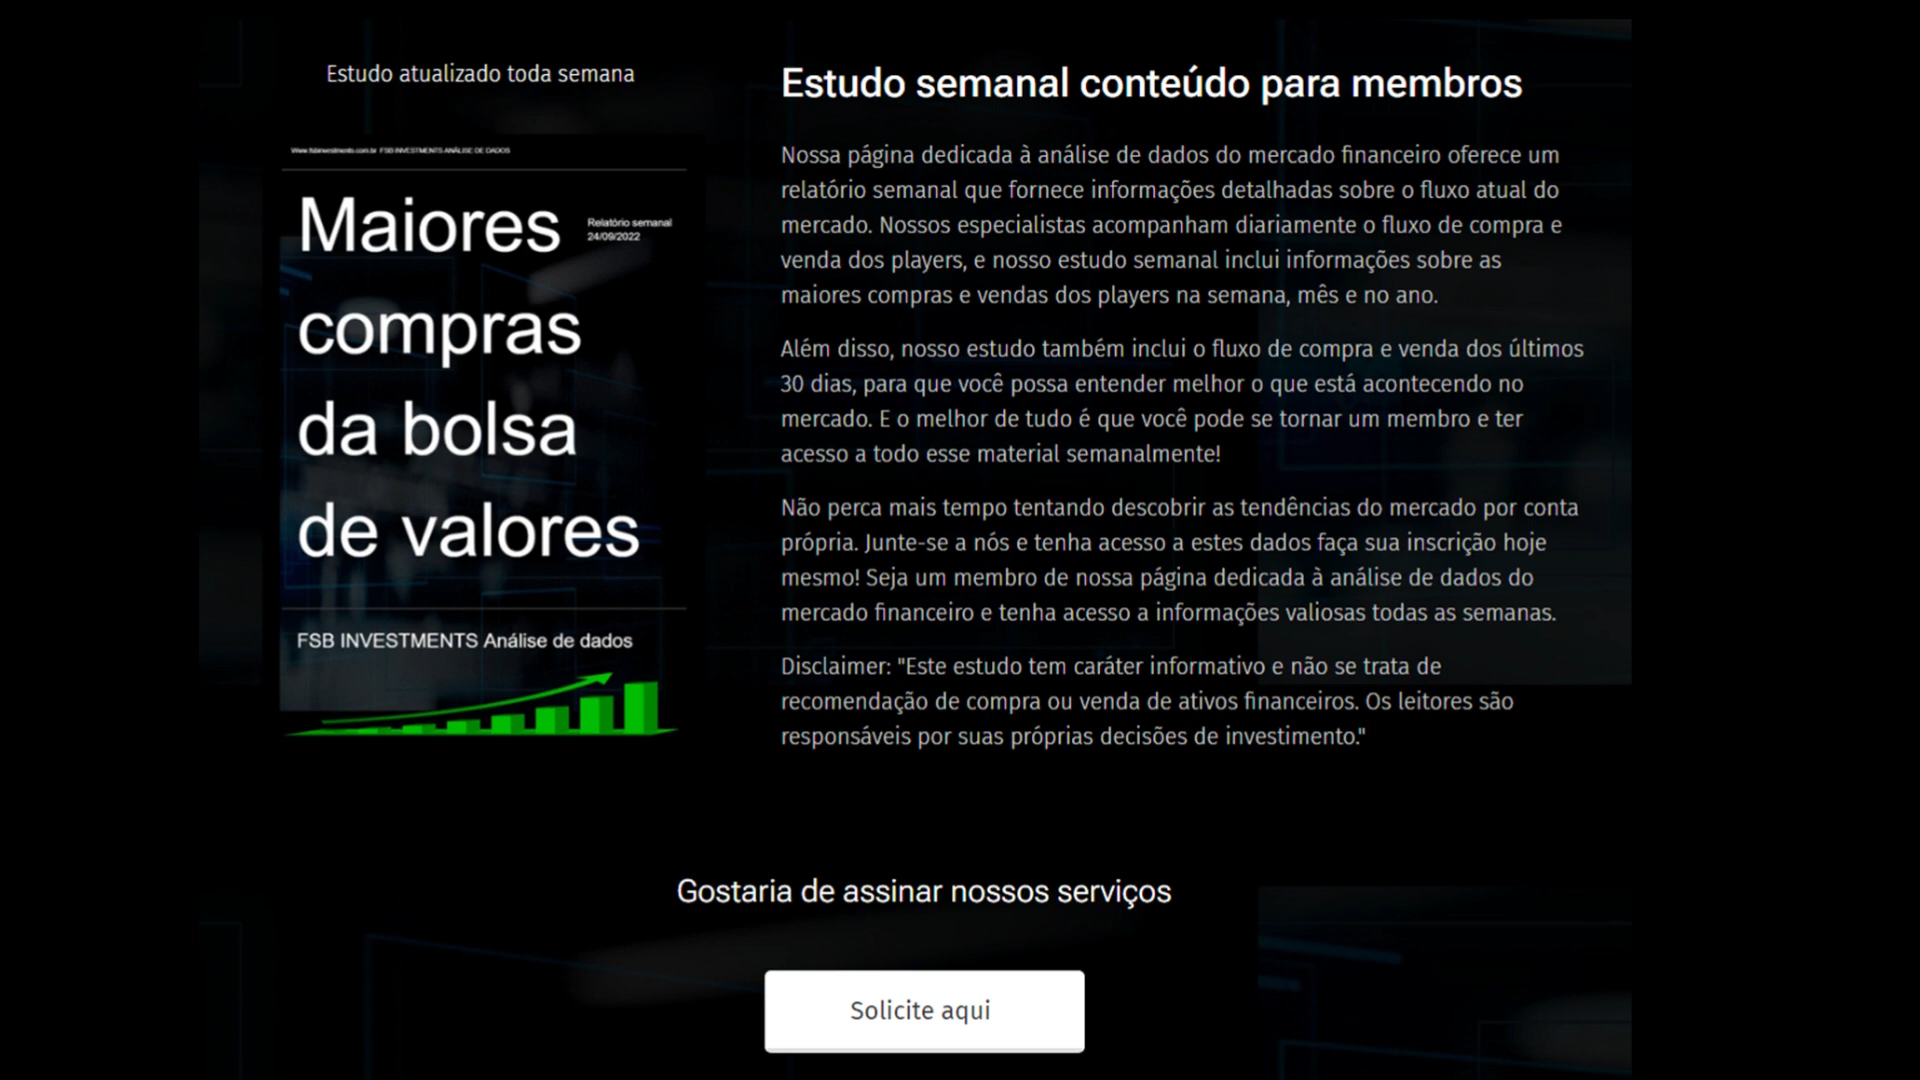 Estudo atualizado toda semana
Www.fsbinvestments.com.br FSB INVESTMENTS ANÁLISE DE DADOS
Maiores
Relatório semanal
24/09/2022
compras
da bolsa
de valores
FSB INVESTMENTS Análise de dados
Estudo semanal conteúdo para membros
Nossa página dedicada à análise de dados do mercado financeiro oferece um
relatório semanal que fornece informações detalhadas sobre o fluxo atual do
mercado. Nossos especialistas acompanham diariamente o fluxo de compra e
venda dos players, e nosso estudo semanal inclui informações sobre as
maiores compras e vendas dos players na semana, mês e no ano.
Além disso, nosso estudo também inclui o fluxo de compra e venda dos últimos
30 dias, para que você possa entender melhor o que está acontecendo no
mercado. E o melhor de tudo é que você pode se tornar um membro e ter
acesso a todo esse material semanalmente!
Não perca mais tempo tentando descobrir as tendências do mercado por conta
própria. Junte-se a nós e tenha acesso a estes dados faça sua inscrição hoje
mesmo! Seja um membro de nossa página dedicada à análise de dados do
mercado financeiro e tenha acesso a informações valiosas todas as semanas.
Disclaimer: "Este estudo tem caráter informativo e não se trata de
recomendação de compra ou venda de ativos financeiros. Os leitores são
responsáveis por suas próprias decisões de investimento."
Gostaria de assinar nossos serviços
Solicite aqui